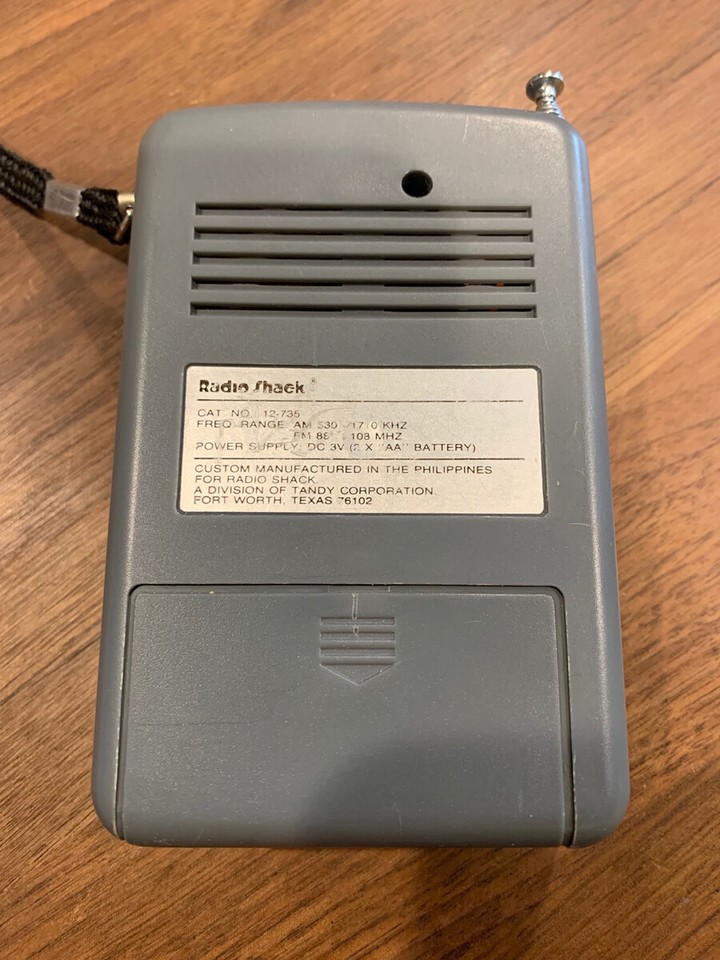 Radio Shack
CAT. NO. 12-735
FREQ. RANGE: AM 530 - 1710 KHZ
FM 88 - 108 MHZ
POWER SUPPLY: DC 3V (2 X "AA" BATTERY)
CUSTOM MANUFACTURED IN THE PHILIPPINES
FOR RADIO SHACK.
A DIVISION OF TANDY CORPORATION.
FORT WORTH, TEXAS 76102